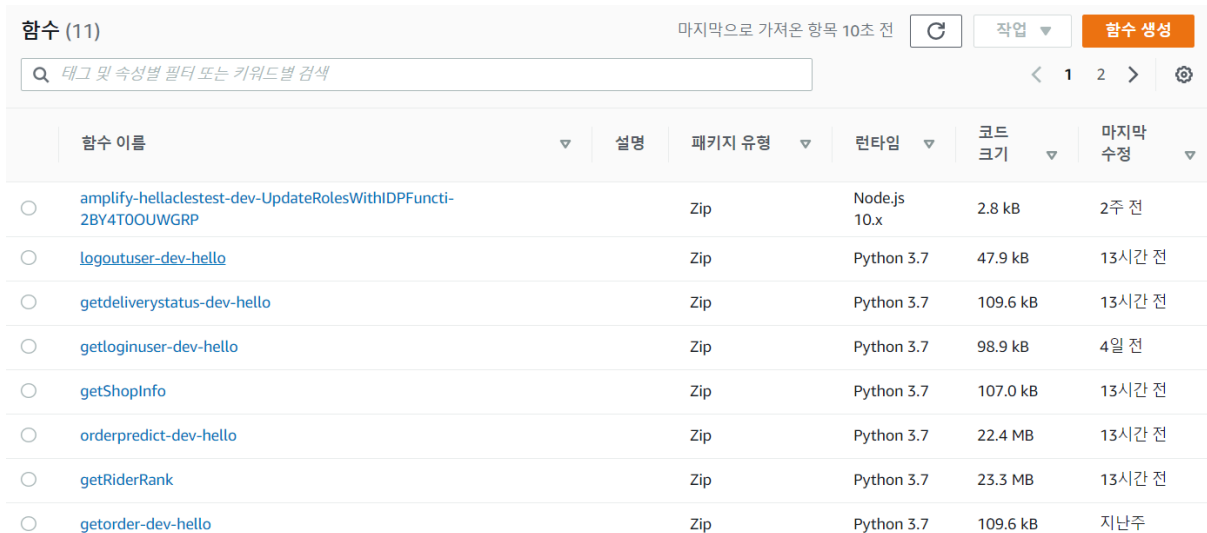 함수 (11) 마지막으로 가져온 항목 10초 전 작업 함수 생성
태그 및 속성별 필터 또는 키워드별 검색 1 2
함수 이름 설명 패키지 유형 런타임 코드 크기 마지막 수정
amplify-hellaclestest-dev-UpdateRolesWithIDPFuncti-2BY4T0OUWGRP Zip Node.js 10.x 2.8 kB 2주 전
logoutuser-dev-hello Zip Python 3.7 47.9 kB 13시간 전
getdeliverystatus-dev-hello Zip Python 3.7 109.6 kB 13시간 전
getloginuser-dev-hello Zip Python 3.7 98.9 kB 4일 전
getShopInfo Zip Python 3.7 107.0 kB 13시간 전
orderpredict-dev-hello Zip Python 3.7 22.4 MB 13시간 전
getRiderRank Zip Python 3.7 23.3 MB 13시간 전
getorder-dev-hello Zip Python 3.7 109.6 kB 지난주